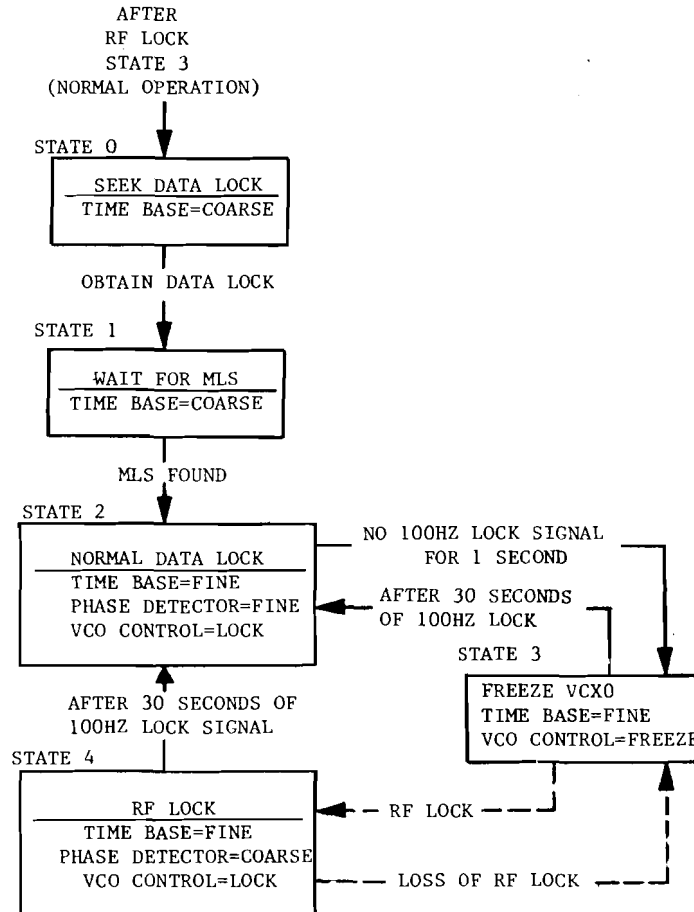 AFTER
RF LOCK
STATE 3
(NORMAL OPERATION)
STATE 0
SEEK DATA LOCK
TIME BASE=COARSE
OBTAIN DATA LOCK
STATE 1
WAIT FOR MLS
TIME BASE=COARSE
MLS FOUND
STATE 2
NORMAL DATA LOCK
TIME BASE=FINE
PHASE DETECTOR=FINE
VCO CONTROL=LOCK
NO 100HZ LOCK SIGNAL
FOR 1 SECOND
AFTER 30 SECONDS
OF 100HZ LOCK
STATE 3
FREEZE VCXO
TIME BASE=FINE
VCO CONTROL=FREEZE
AFTER 30 SECONDS OF
100HZ LOCK SIGNAL
STATE 4
RF LOCK
TIME BASE=FINE
PHASE DETECTOR=COARSE
VCO CONTROL=LOCK
RF LOCK
LOSS OF RF LOCK